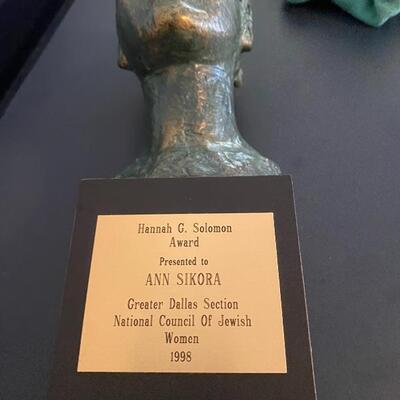 Hannah G. Solomon
Award
Presented to
ANN SIKORA
Greater Dallas Section
National Council Of Jewish
Women
1998